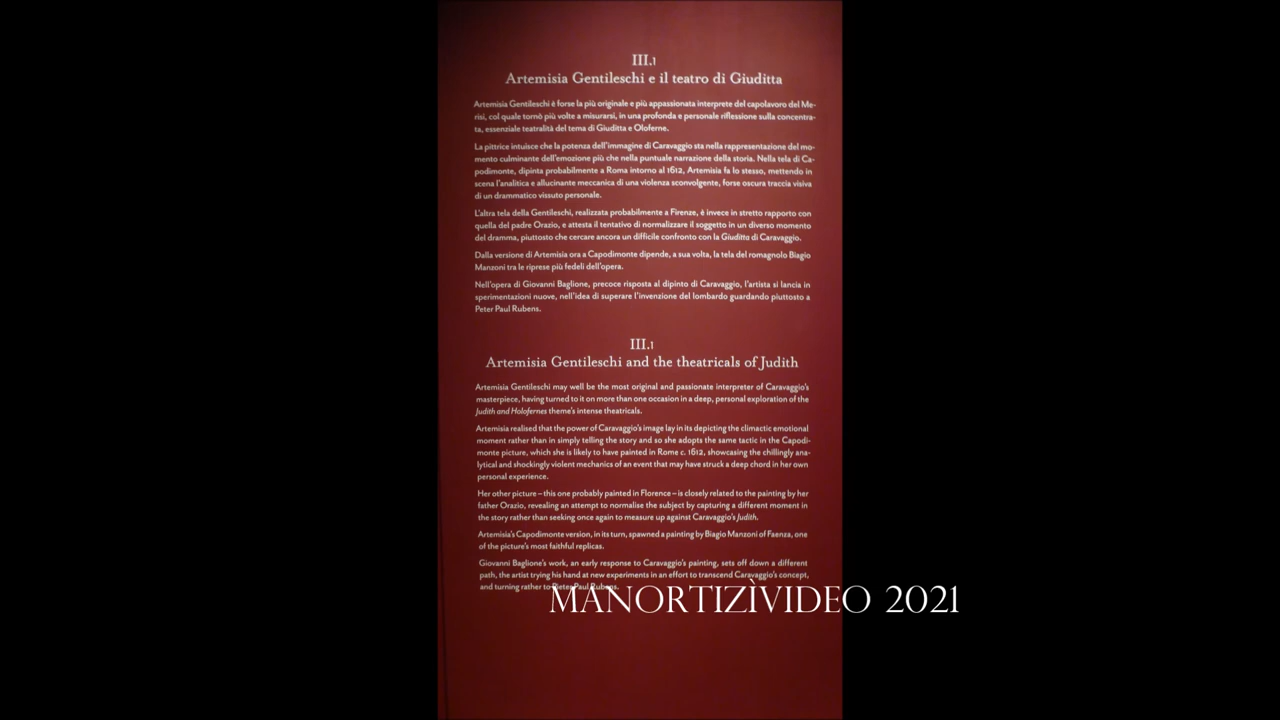 III.1
Artemisia Gentileschi e il teatro di Giuditta
Artemisia Gentileschi è forse la più originale e più appassionata interprete del capolavoro del Me-
risi, col quale tornò più volte a misurarsi, in una profonda e personale riflessione sulla concentra-
ta, essenziale teatralità del tema di Giuditta e Oloferne.
La pittrice intuisce che la potenza dell'immagine di Caravaggio sta nella rappresentazione del mo-
mento culminante dell'emozione più che nella puntuale narrazione della storia. Nella tela di Ca-
podimonte, dipinta probabilmente a Roma intorno al 1612, Artemisia fa lo stesso, mettendo in
scena l'analitica e allucinante meccanica di una violenza sconvolgente, forse oscura traccia visiva
di un drammatico vissuto personale.
L'altra tela della Gentileschi, realizzata probabilmente a Firenze, è invece in stretto rapporto con
quella del padre Orazio, e attesta il tentativo di normalizzare il soggetto in un diverso momento
del dramma, piuttosto che cercare ancora un difficile confronto con la Giuditta di Caravaggio.
Dalla versione di Artemisia ora a Capodimonte dipende, a sua volta, la tela del romagnolo Biagio
Manzoni tra le riprese più fedeli dell'opera.
Nell'opera di Giovanni Baglione, precoce risposta al dipinto di Caravaggio, l'artista si lancia in
sperimentazioni nuove, nell'idea di superare l'invenzione del lombardo guardando piuttosto a
Peter Paul Rubens.
III.1
Artemisia Gentileschi and the theatricals of Judith
Artemisia Gentileschi may well be the most original and passionate interpreter of Caravaggio's
masterpiece, having turned to it on more than one occasion in a deep, personal exploration of the
Judith and Holofernes theme's intense theatricals.
Artemisia realised that the power of Caravaggio's image lay in its depicting the climactic emotional
moment rather than in simply telling the story and so she adopts the same tactic in the Capodi-
monte picture, which she is likely to have painted in Rome c. 1612, showcasing the chillingly ana-
lytical and shockingly violent mechanics of an event that may have struck a deep chord in her own
personal experience.
Her other picture – this one probably painted in Florence – is closely related to the painting by her
father Orazio, revealing an attempt to normalise the subject by capturing a different moment in
the story rather than seeking once again to measure up against Caravaggio's Judith.
Artemisia's Capodimonte version, in its turn, spawned a painting by Biagio Manzoni of Faenza, one
of the picture's most faithful replicas.
Giovanni Baglione's work, an early response to Caravaggio's painting, sets off down a different
path, the artist trying his hand at new experiments in an effort to transcend Caravaggio's concept,
and turning rather to Peter Paul Rubens.
MANORTIZÌVIDEO 2021